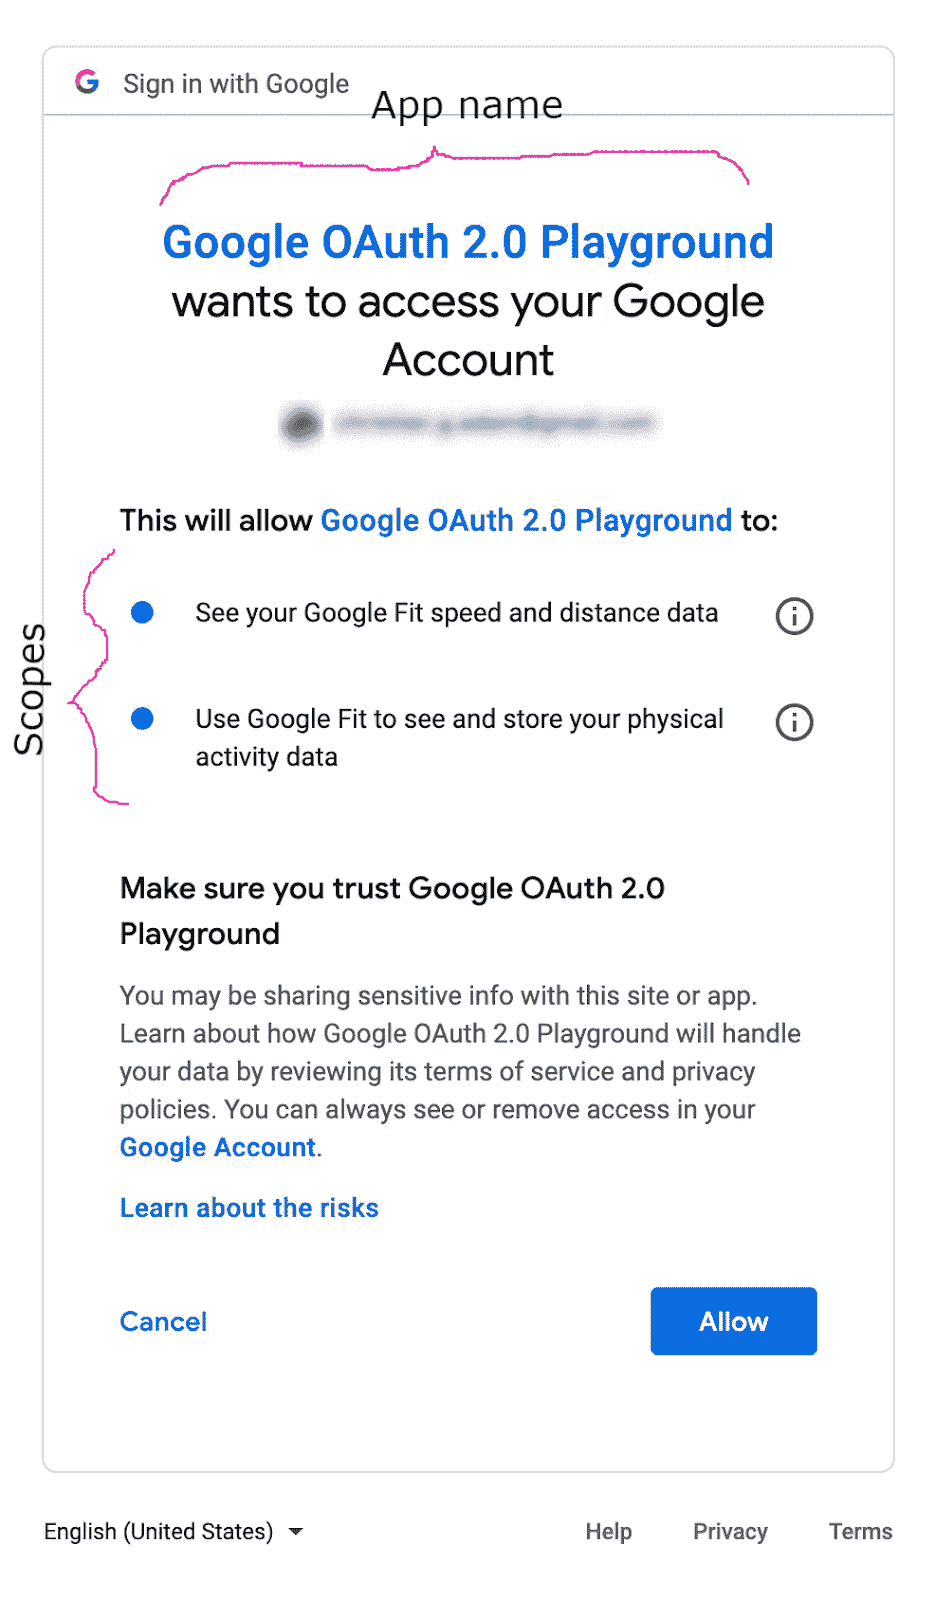 Sign in with Google
App name
Google OAuth 2.0 Playground
wants to access your Google
Account
This will allow Google OAuth 2.0 Playground to:
Scopes
See your Google Fit speed and distance data
Use Google Fit to see and store your physical
activity data
Make sure you trust Google OAuth 2.0
Playground
You may be sharing sensitive info with this site or app.
Learn about how Google OAuth 2.0 Playground will handle
your data by reviewing its terms of service and privacy
policies. You can always see or remove access in your
Google Account.
Learn about the risks
Cancel
Allow
English (United States)
Help
Privacy
Terms